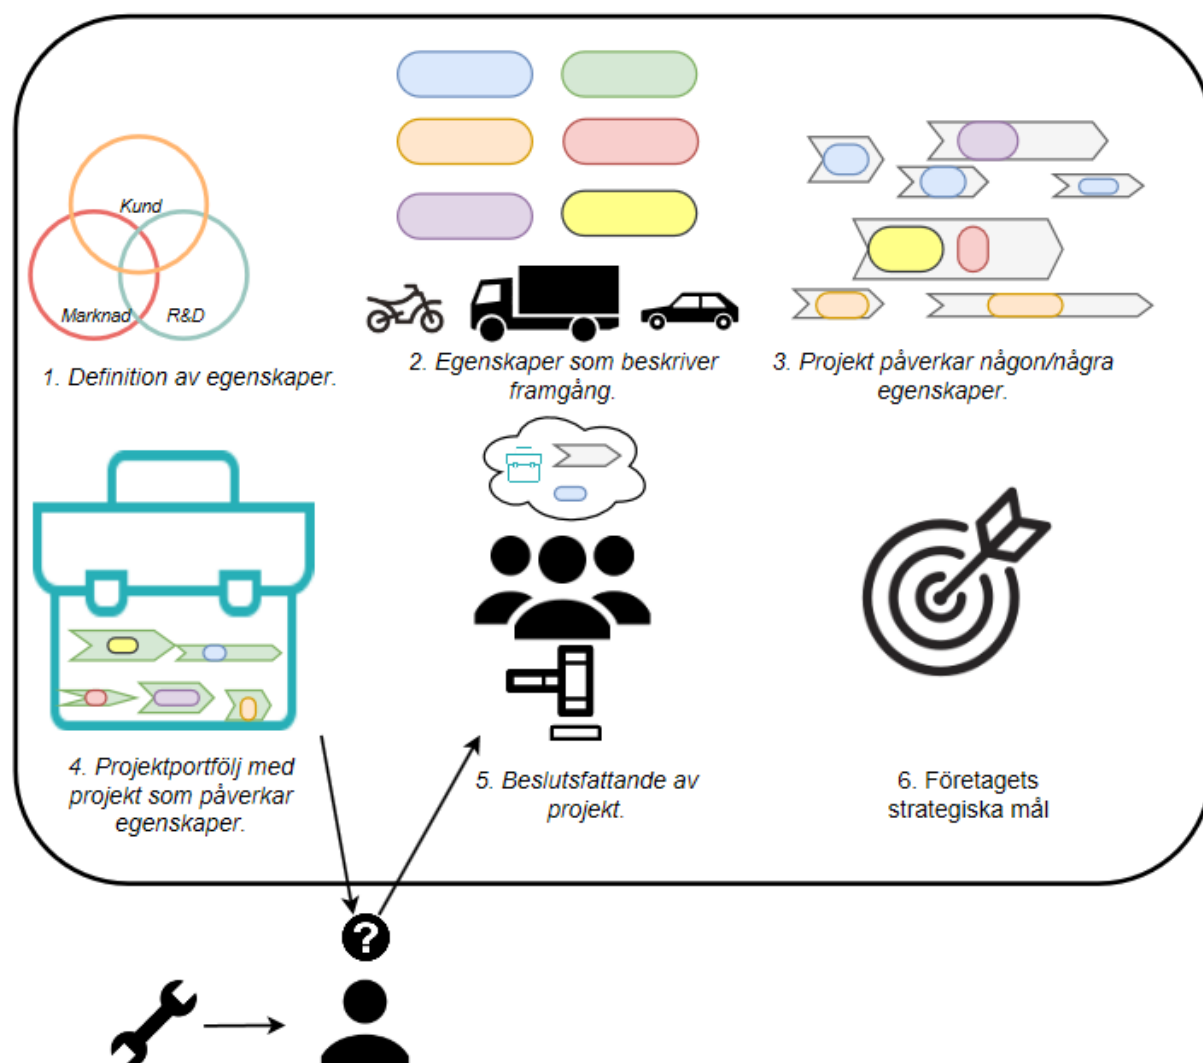 Kund
Marknad
R&D
1. Definition av egenskaper.
2. Egenskaper som beskriver
framgång.
3. Projekt påverkar någon/några
egenskaper.
4. Projektportfölj med
projekt som påverkar
egenskaper.
5. Beslutsfattande av
projekt.
6. Företagets
strategiska mål
?